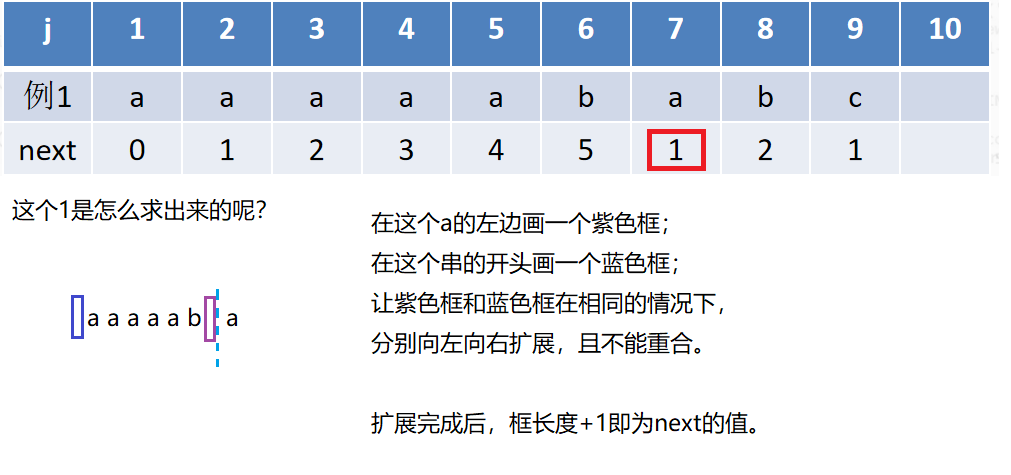 j 1 2 3 4 5 6 7 8 9 10
例1 a a a a a b a b c
next 0 1 2 3 4 5 1 2 1
这个1是怎么求出来的呢？
在这个a的左边画一个紫色框；
在这个串的开头画一个蓝色框；
让紫色框和蓝色框在相同的情况下，
分别向左向右扩展，且不能重合。
a a a a a b a
扩展完成后，框长度+1即为next的值。